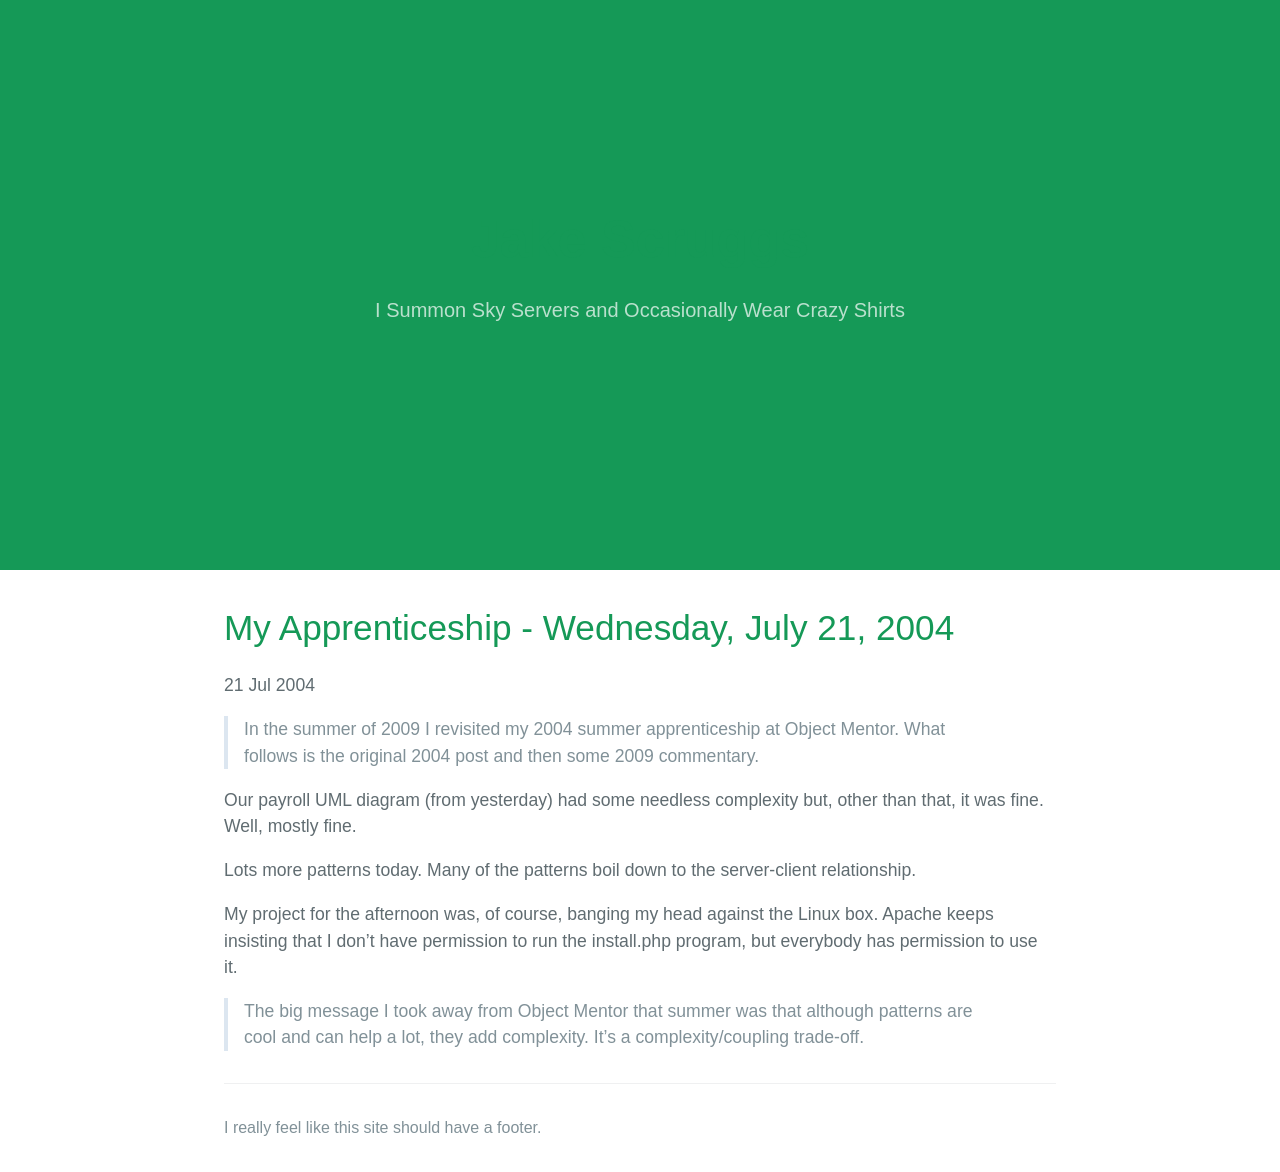 I Summon Sky Servers and Occasionally Wear Crazy Shirts
My Apprenticeship - Wednesday, July 21, 2004
21 Jul 2004
In the summer of 2009 I revisited my 2004 summer apprenticeship at Object Mentor. What
follows is the original 2004 post and then some 2009 commentary.
Our payroll UML diagram (from yesterday) had some needless complexity but, other than that, it was fine.
Well, mostly fine.
Lots more patterns today. Many of the patterns boil down to the server-client relationship.
My project for the afternoon was, of course, banging my head against the Linux box. Apache keeps
insisting that I don’t have permission to run the install.php program, but everybody has permission to use
it.
The big message I took away from Object Mentor that summer was that although patterns are
cool and can help a lot, they add complexity. It’s a complexity/coupling trade-off.
I really feel like this site should have a footer.